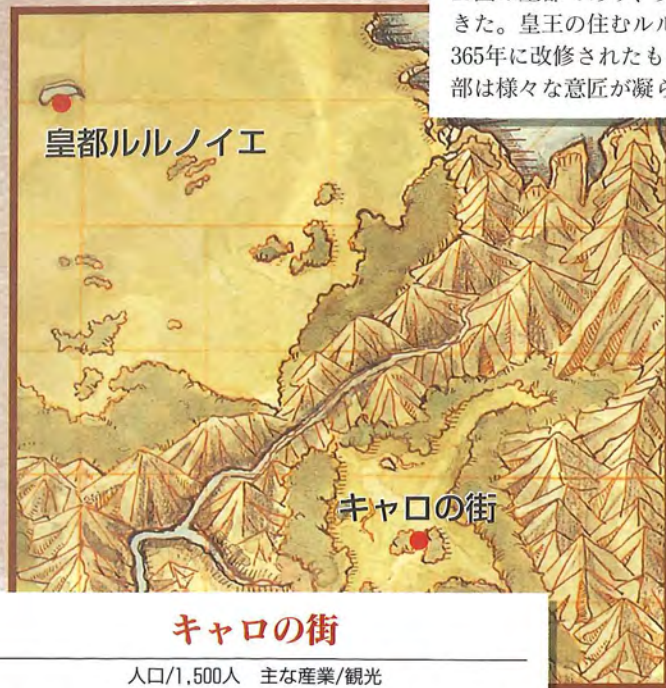 きた。皇王の住むルル
365年に改修されたも
部は様々な意匠が凝ら
皇都ルルノイエ
キャロの街
キャロの街
人口/1,500人 主な産業/観光